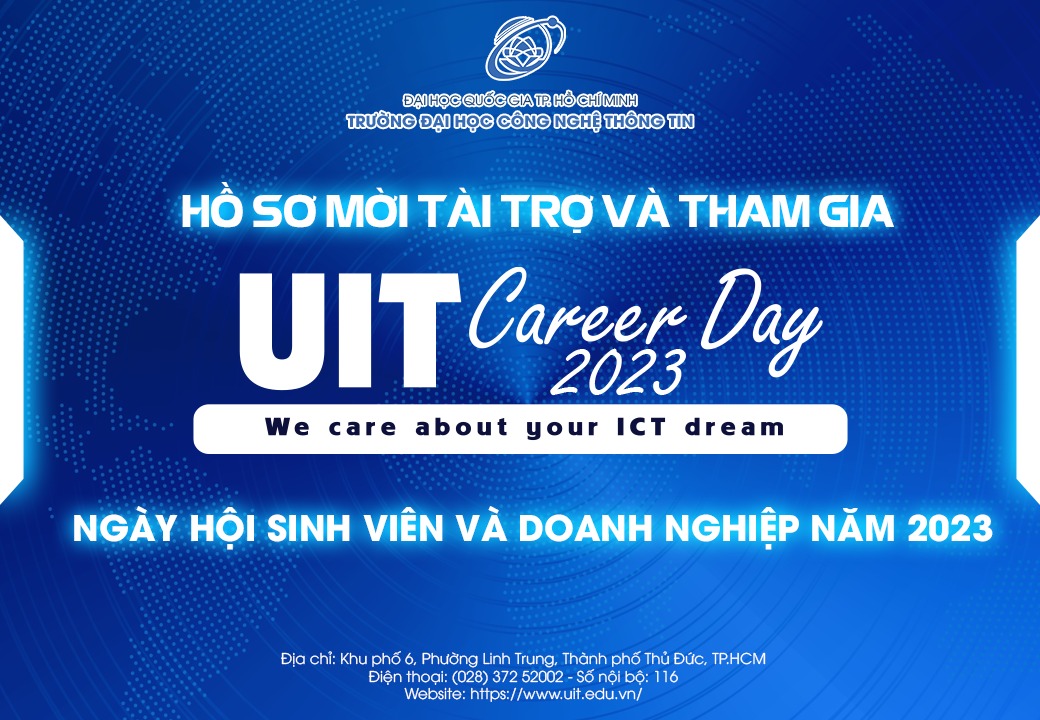 ĐẠI HỌC QUỐC GIA TP. HỒ CHÍ MINH
TRƯỜNG ĐẠI HỌC CÔNG NGHỆ THÔNG TIN
HỒ SƠ MỜI TÀI TRỢ VÀ THAM GIA
UIT Career Day
2023
We care about your ICT dream
NGÀY HỘI SINH VIÊN VÀ DOANH NGHIỆP NĂM 2023
Địa chỉ: Khu phố 6, Phường Linh Trung, Thành phố Thủ Đức, TP.HCM
Điện thoại: (028) 372 52002 - Số nội bộ: 116
Website: https://www.uit.edu.vn/